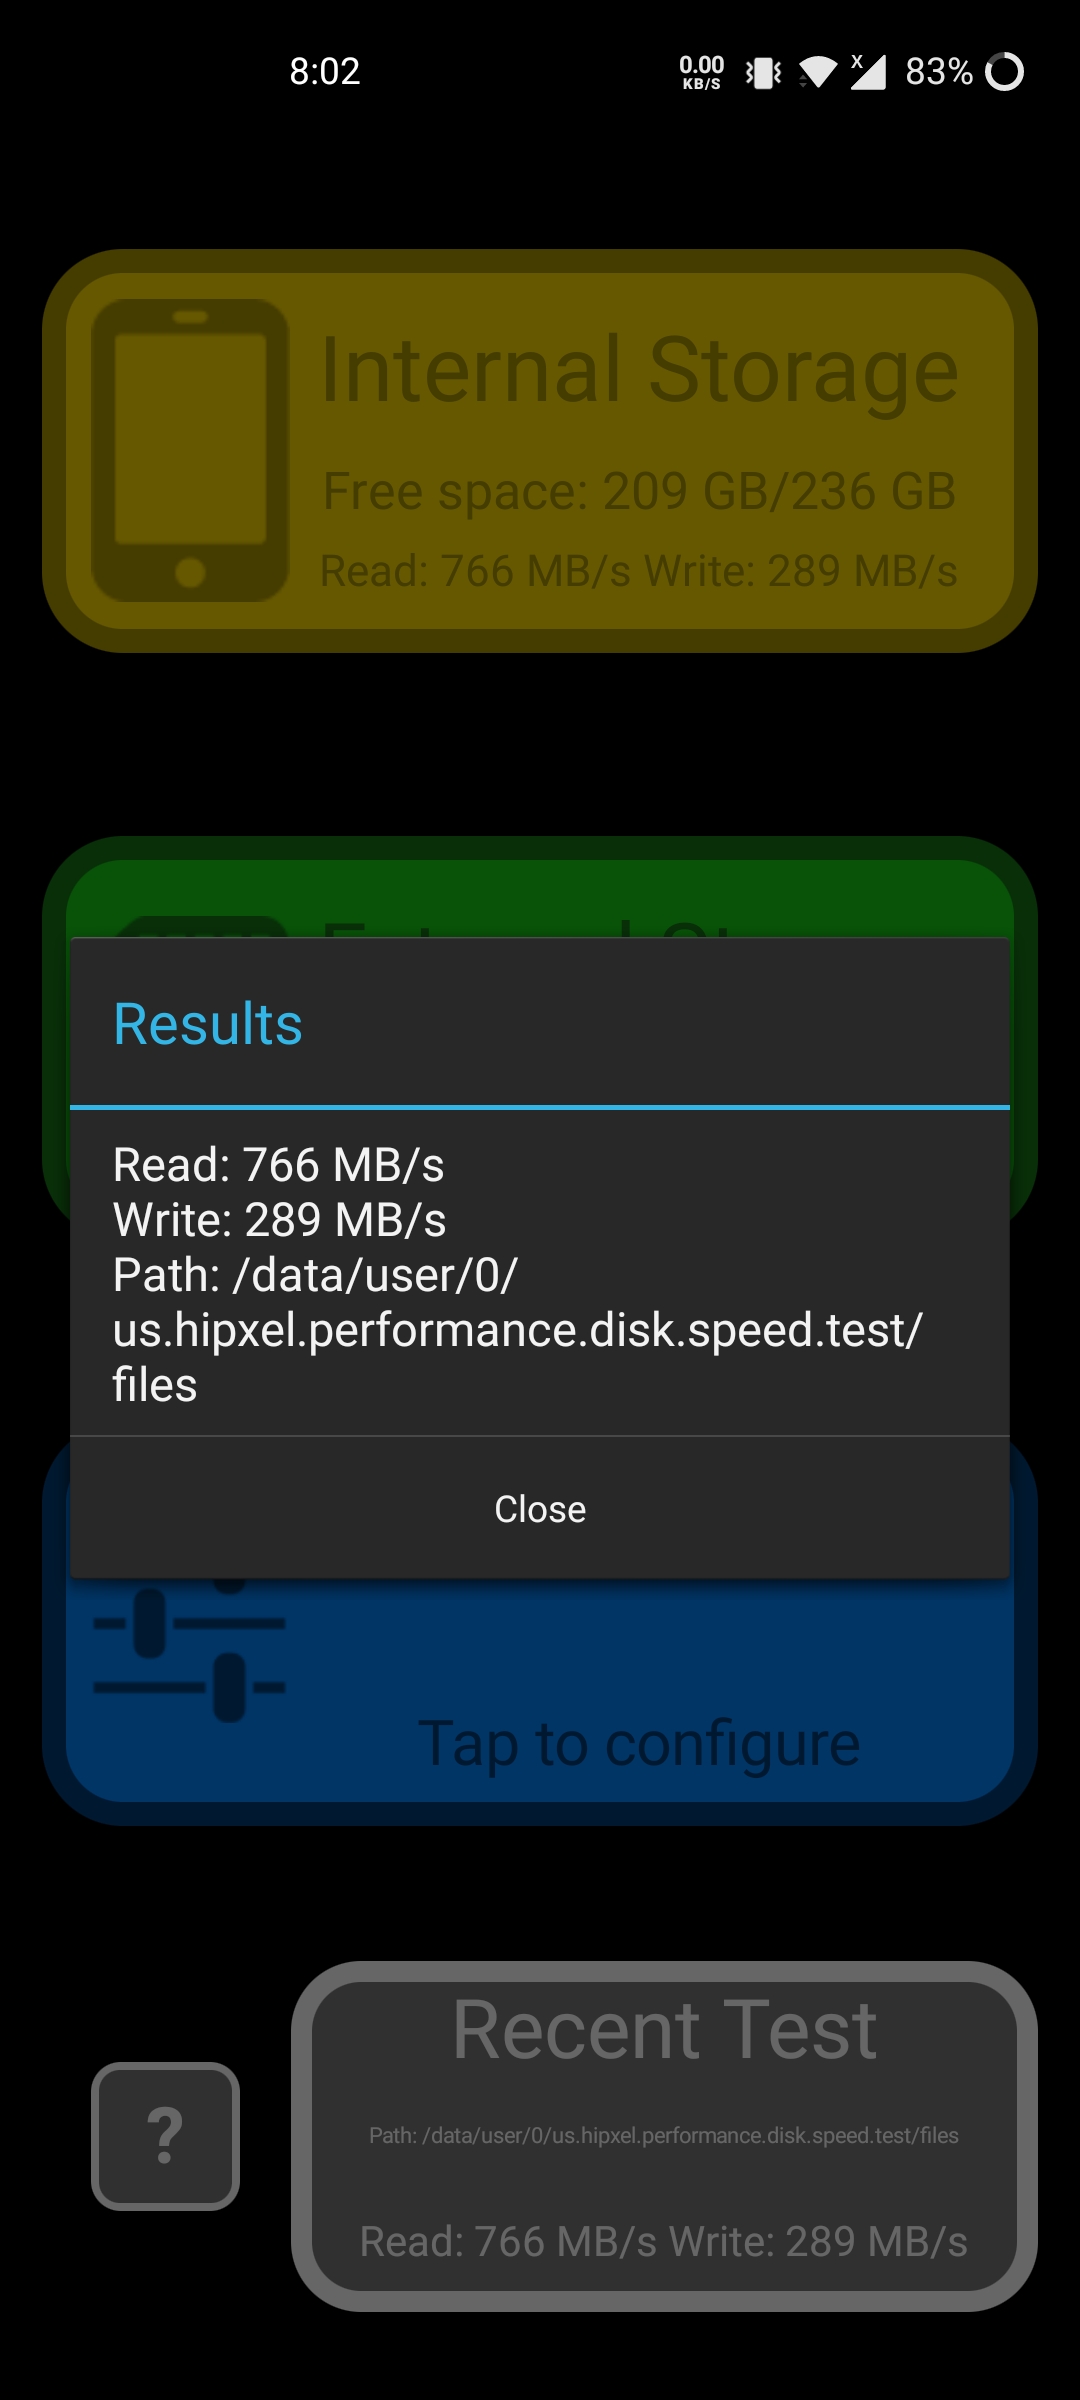 8:02
0.00
KB/S
X
83%
Internal Storage
Free space: 209 GB/236 GB
Read: 766 MB/s Write: 289 MB/s
Results
Read: 766 MB/s
Write: 289 MB/s
Path: /data/user/0/
us.hipxel.performance.disk.speed.test/
files
Close
Tap to configure
?
Recent Test
Path: /data/user/0/us.hipxel.performance.disk.speed.test/files
Read: 766 MB/s Write: 289 MB/s